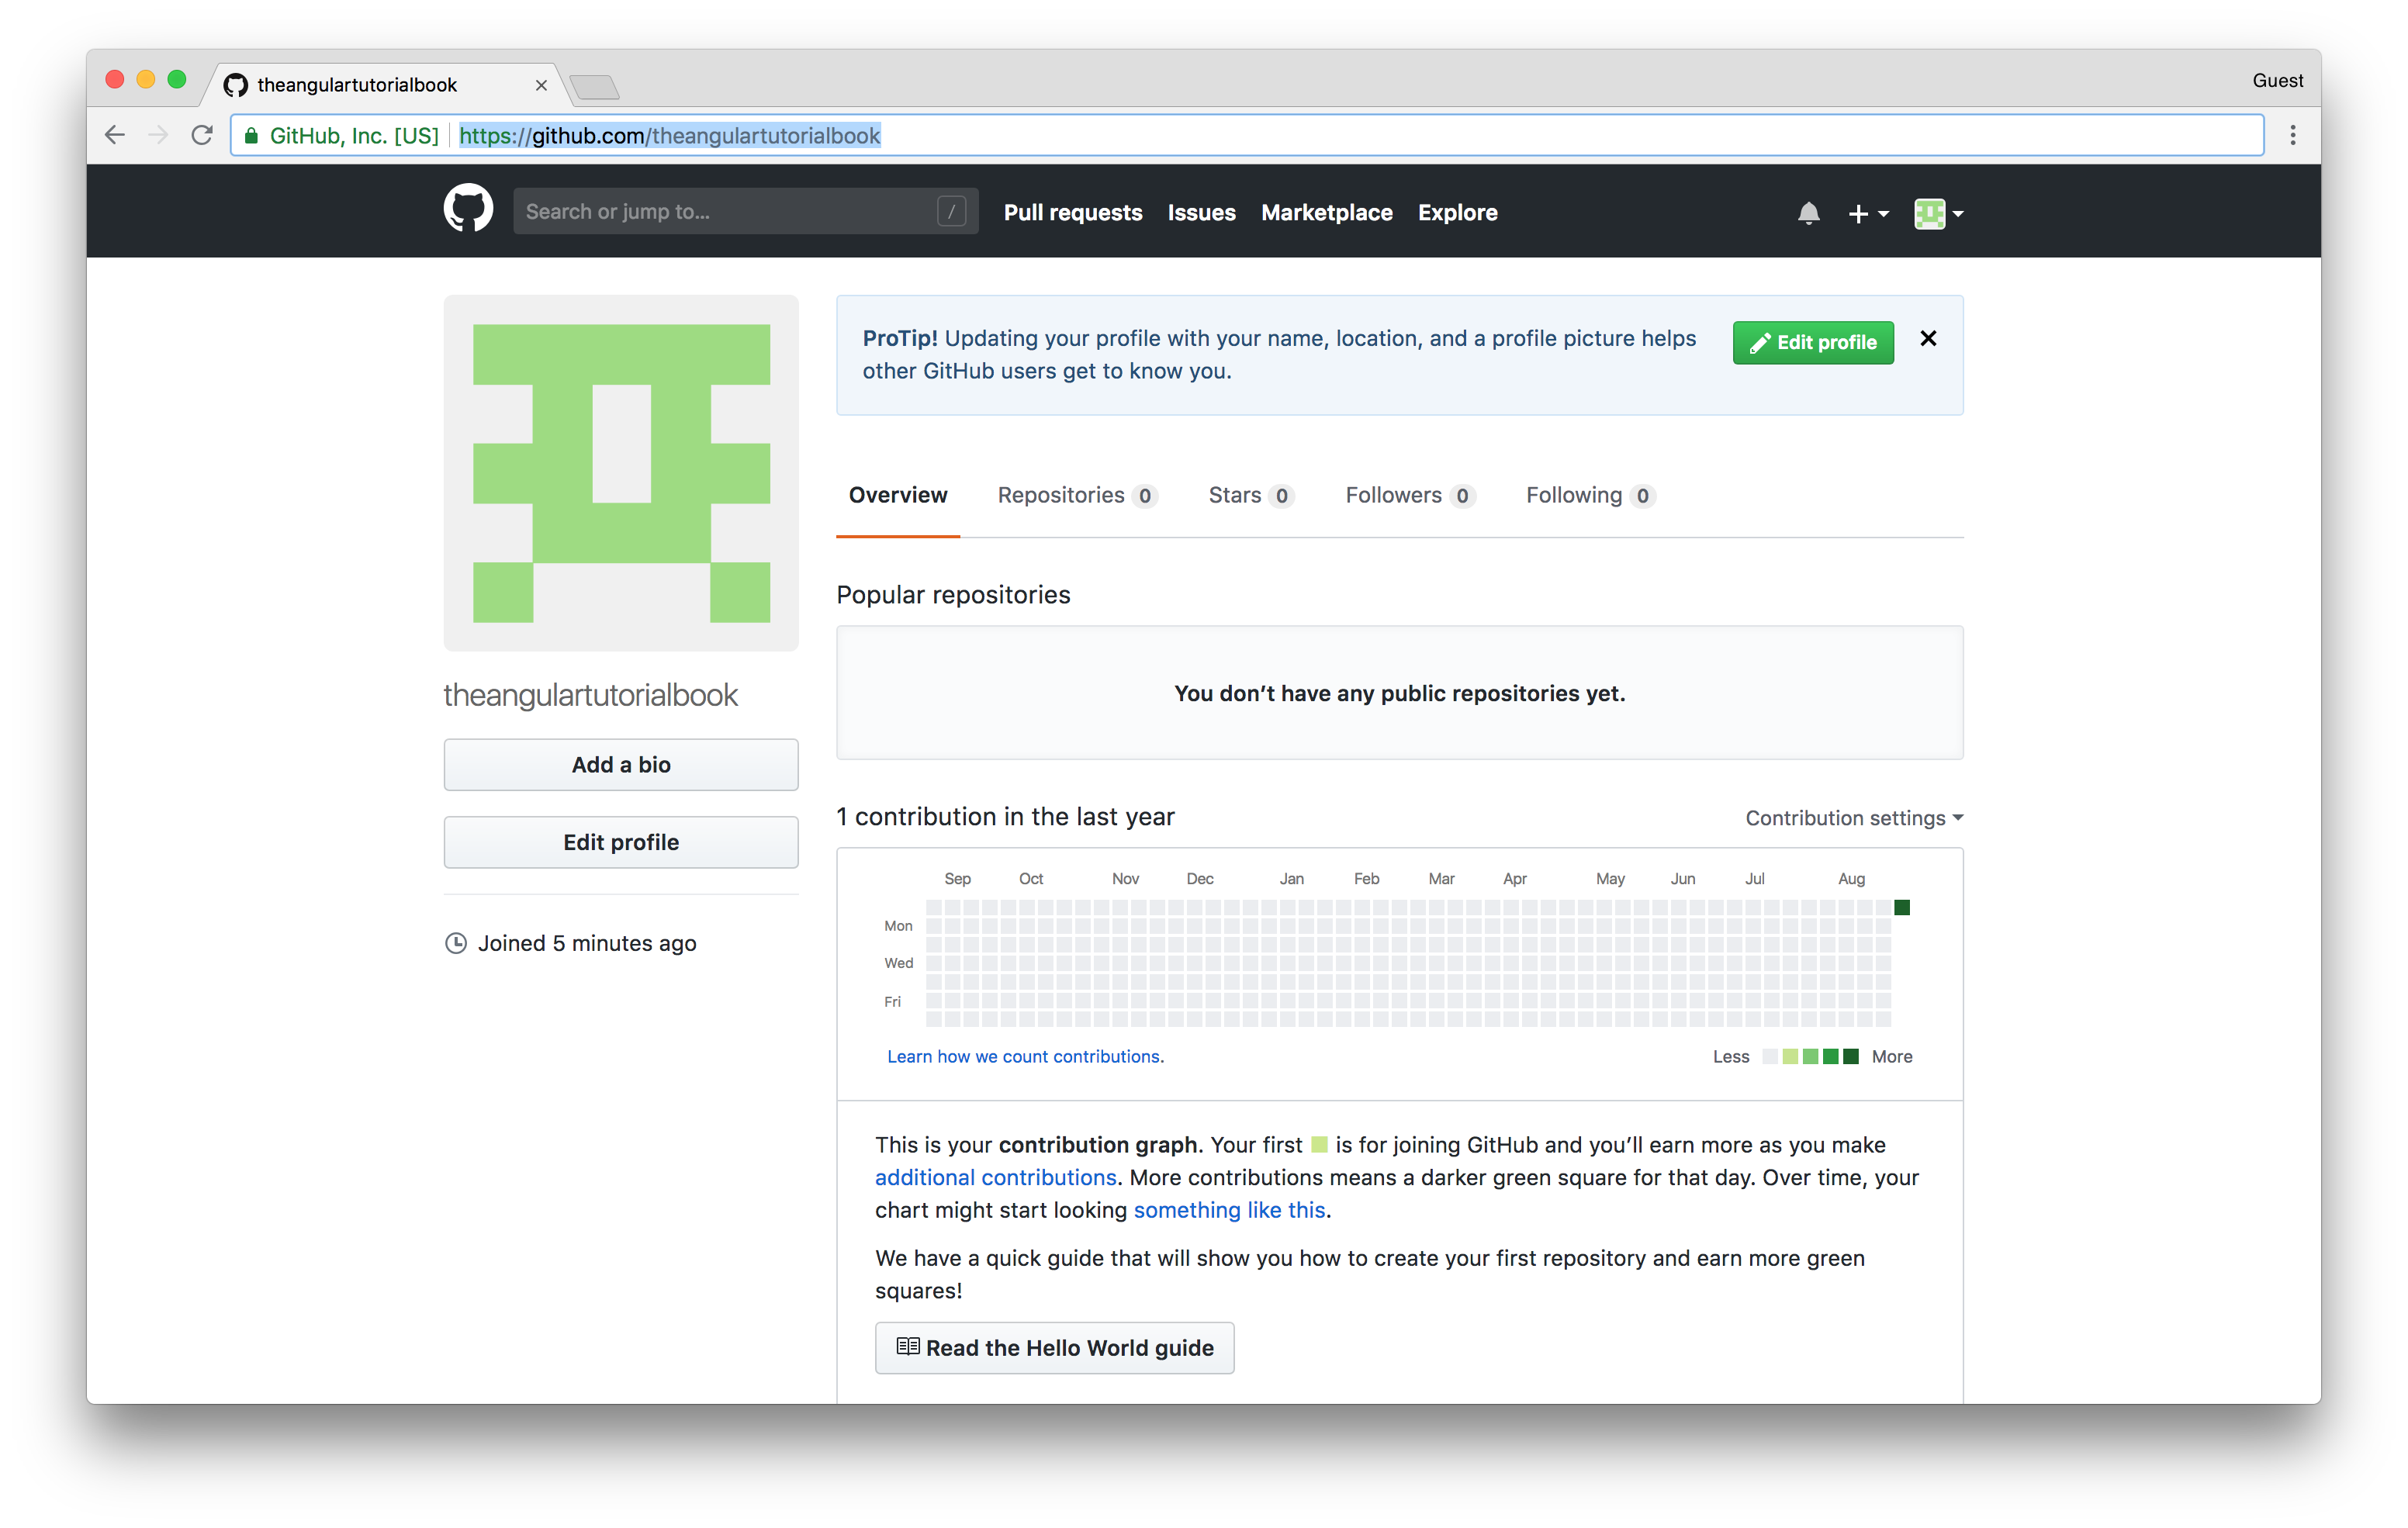 theangulartutorialbook
Guest
GitHub, Inc. [US] https://github.com/theangulartutorialbook
Search or jump to... / Pull requests Issues Marketplace Explore
ProTip! Updating your profile with your name, location, and a profile picture helps
other GitHub users get to know you.
Edit profile
Overview Repositories 0 Stars 0 Followers 0 Following 0
Popular repositories
You don’t have any public repositories yet.
theangulartutorialbook
Add a bio
Edit profile
Joined 5 minutes ago
1 contribution in the last year
Contribution settings
Sep Oct Nov Dec Jan Feb Mar Apr May Jun Jul Aug
Mon
Wed
Fri
Learn how we count contributions.
Less More
This is your contribution graph. Your first is for joining GitHub and you’ll earn more as you make
additional contributions. More contributions means a darker green square for that day. Over time, your
chart might start looking something like this.
We have a quick guide that will show you how to create your first repository and earn more green
squares!
Read the Hello World guide